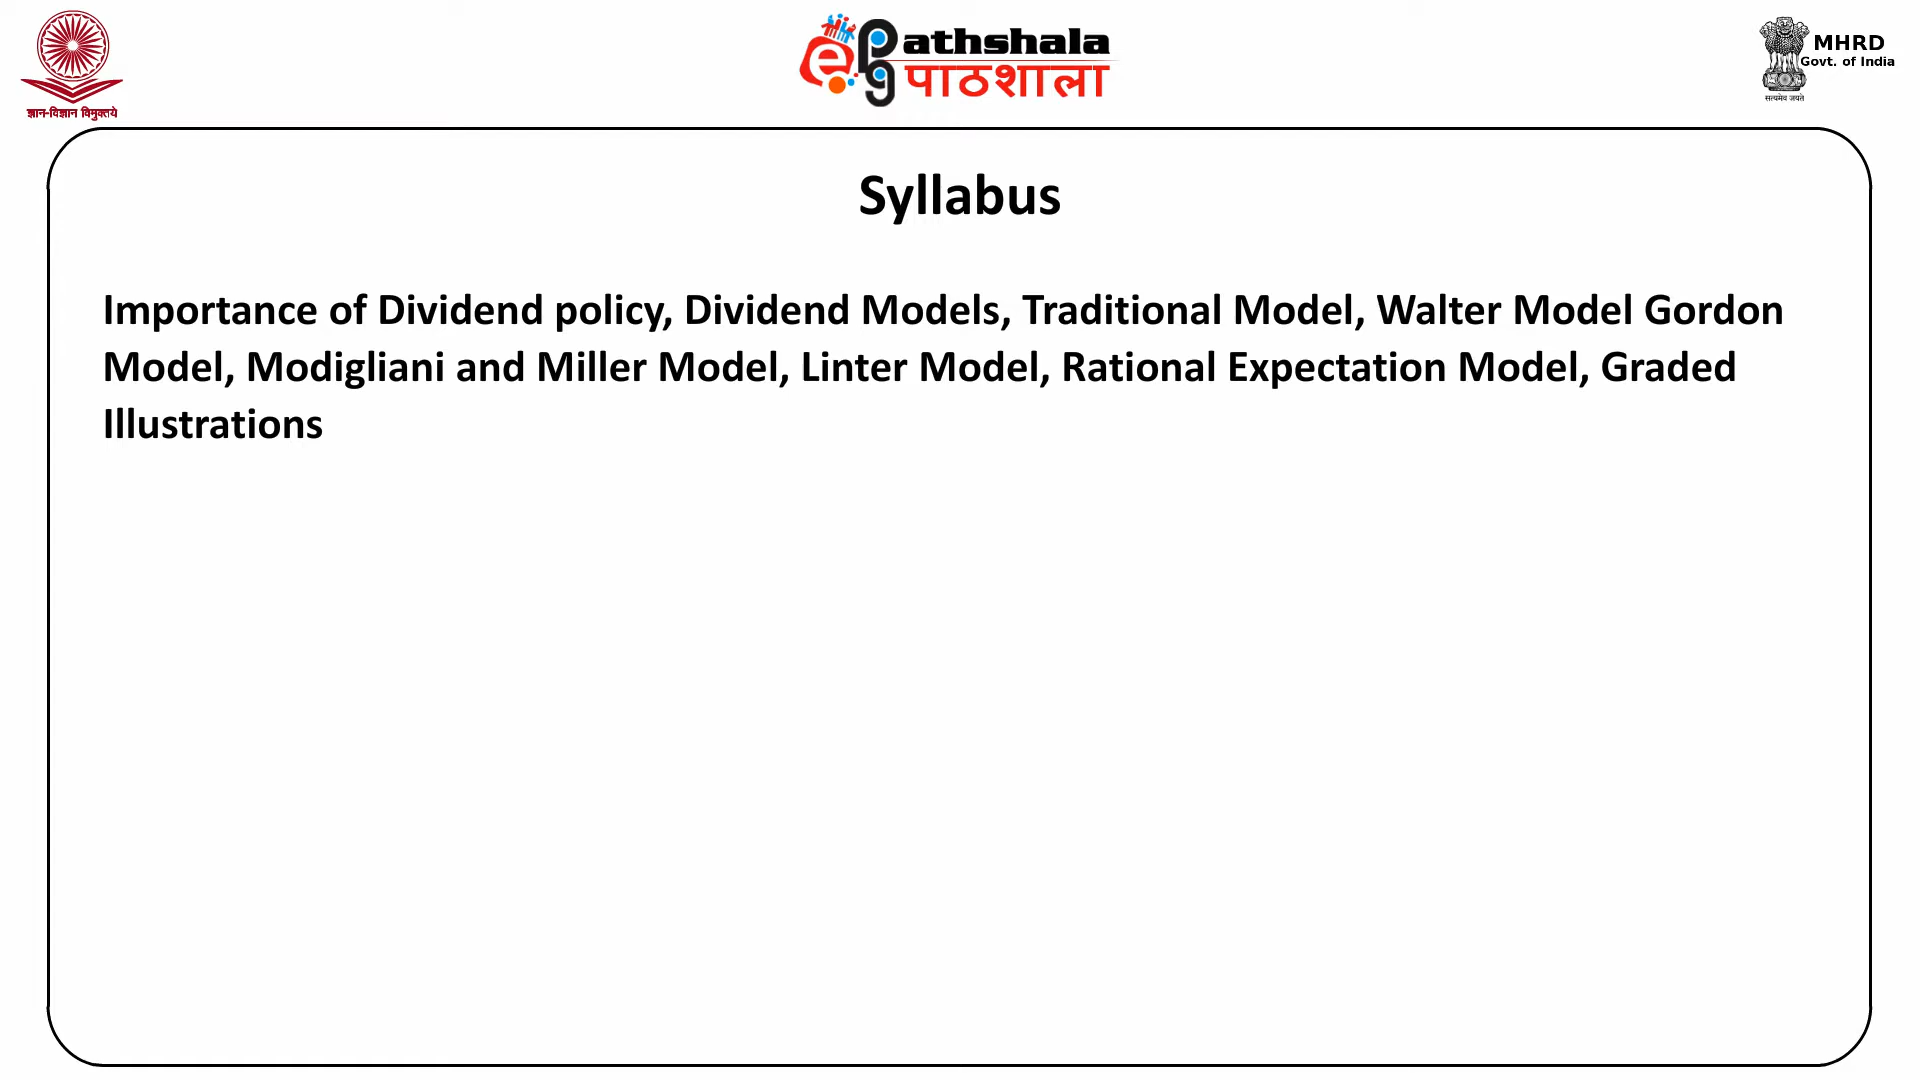 ज्ञान-विज्ञान विमुक्तये
e pg Pathshala
पाठशाला
सत्यमेव जयते
MHRD
Govt. of India
Syllabus
Importance of Dividend policy, Dividend Models, Traditional Model, Walter Model Gordon
Model, Modigliani and Miller Model, Linter Model, Rational Expectation Model, Graded
Illustrations